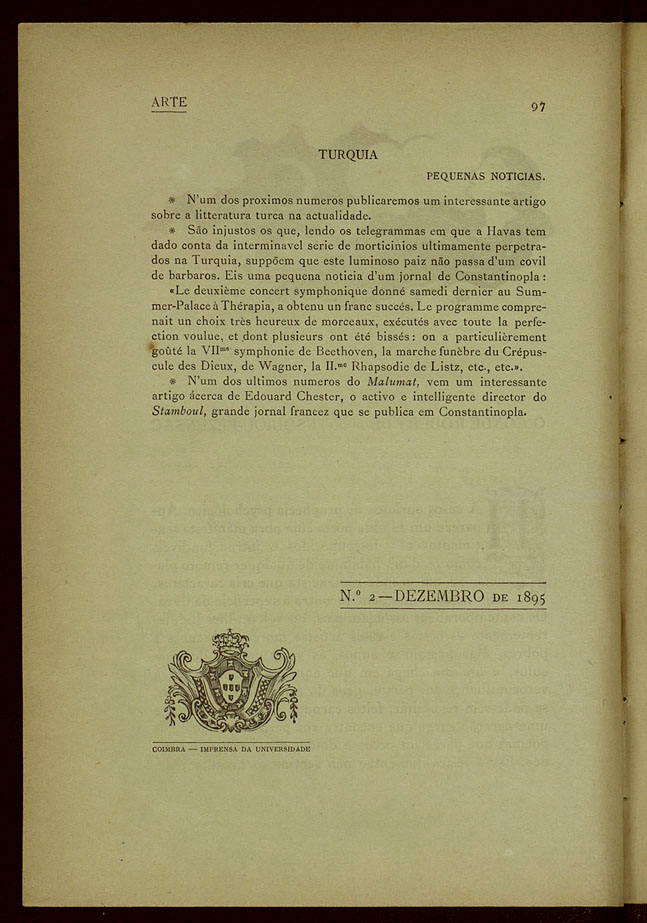 ARTE
97
TURQUIA
PEQUENAS NOTICIAS.
* N'um dos proximos numeros publicaremos um interessante artigo
sobre a litteratura turca na actualidade.
* São injustos os que, lendo os telegrammas em que a Havas tem
dado conta da interminavel serie de morticinios ultimamente perpetra-
dos na Turquia, suppõem que este luminoso paiz não passa d'um covil
de barbaros. Eis uma pequena noticia d'um jornal de Constantinopla:
«Le deuxième concert symphonique donné samedi dernier au Sum-
mer-Palace à Thérapia, a obtenu un franc succés. Le programme compre-
nait un choix très heureux de morceaux, exécutés avec toute la perfe-
ction voulue, et dont plusieurs ont été bissés: on a particulièrement
goûté la VIIme symphonie de Beethoven, la marche funèbre du Crépus-
cule des Dieux, de Wagner, la II.me Rhapsodie de Listz, etc., etc.».
* N'um dos ultimos numeros do Malumat, vem um interessante
artigo ácerca de Edouard Chester, o activo e intelligente director do
Stamboul, grande jornal francez que se publica em Constantinopla.
N.º 2—DEZEMBRO DE 1895
COIMBRA — IMPRENSA DA UNIVERSIDADE